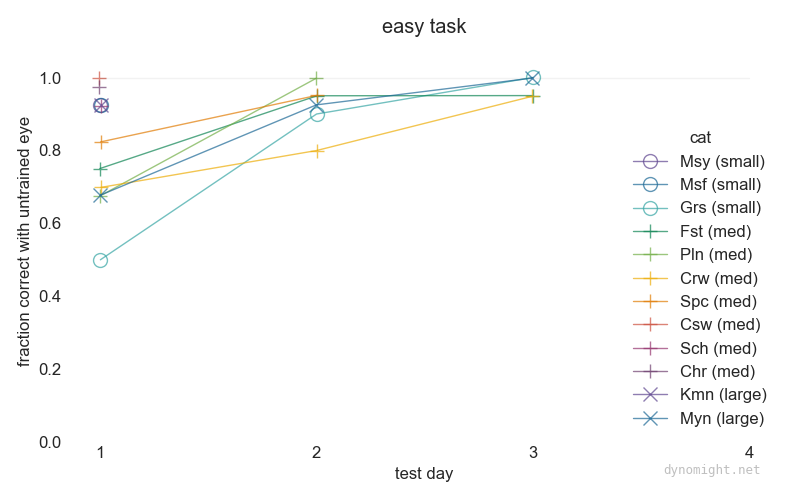 easy task
1.0
0.8
0.6
0.4
0.2
0.0
fraction correct with untrained eye
1 2 3 4
test day
cat
Msy (small)
Msf (small)
Grs (small)
Fst (med)
Pln (med)
Crw (med)
Spc (med)
Csw (med)
Sch (med)
Chr (med)
Kmn (large)
Myn (large)
dynomight.net